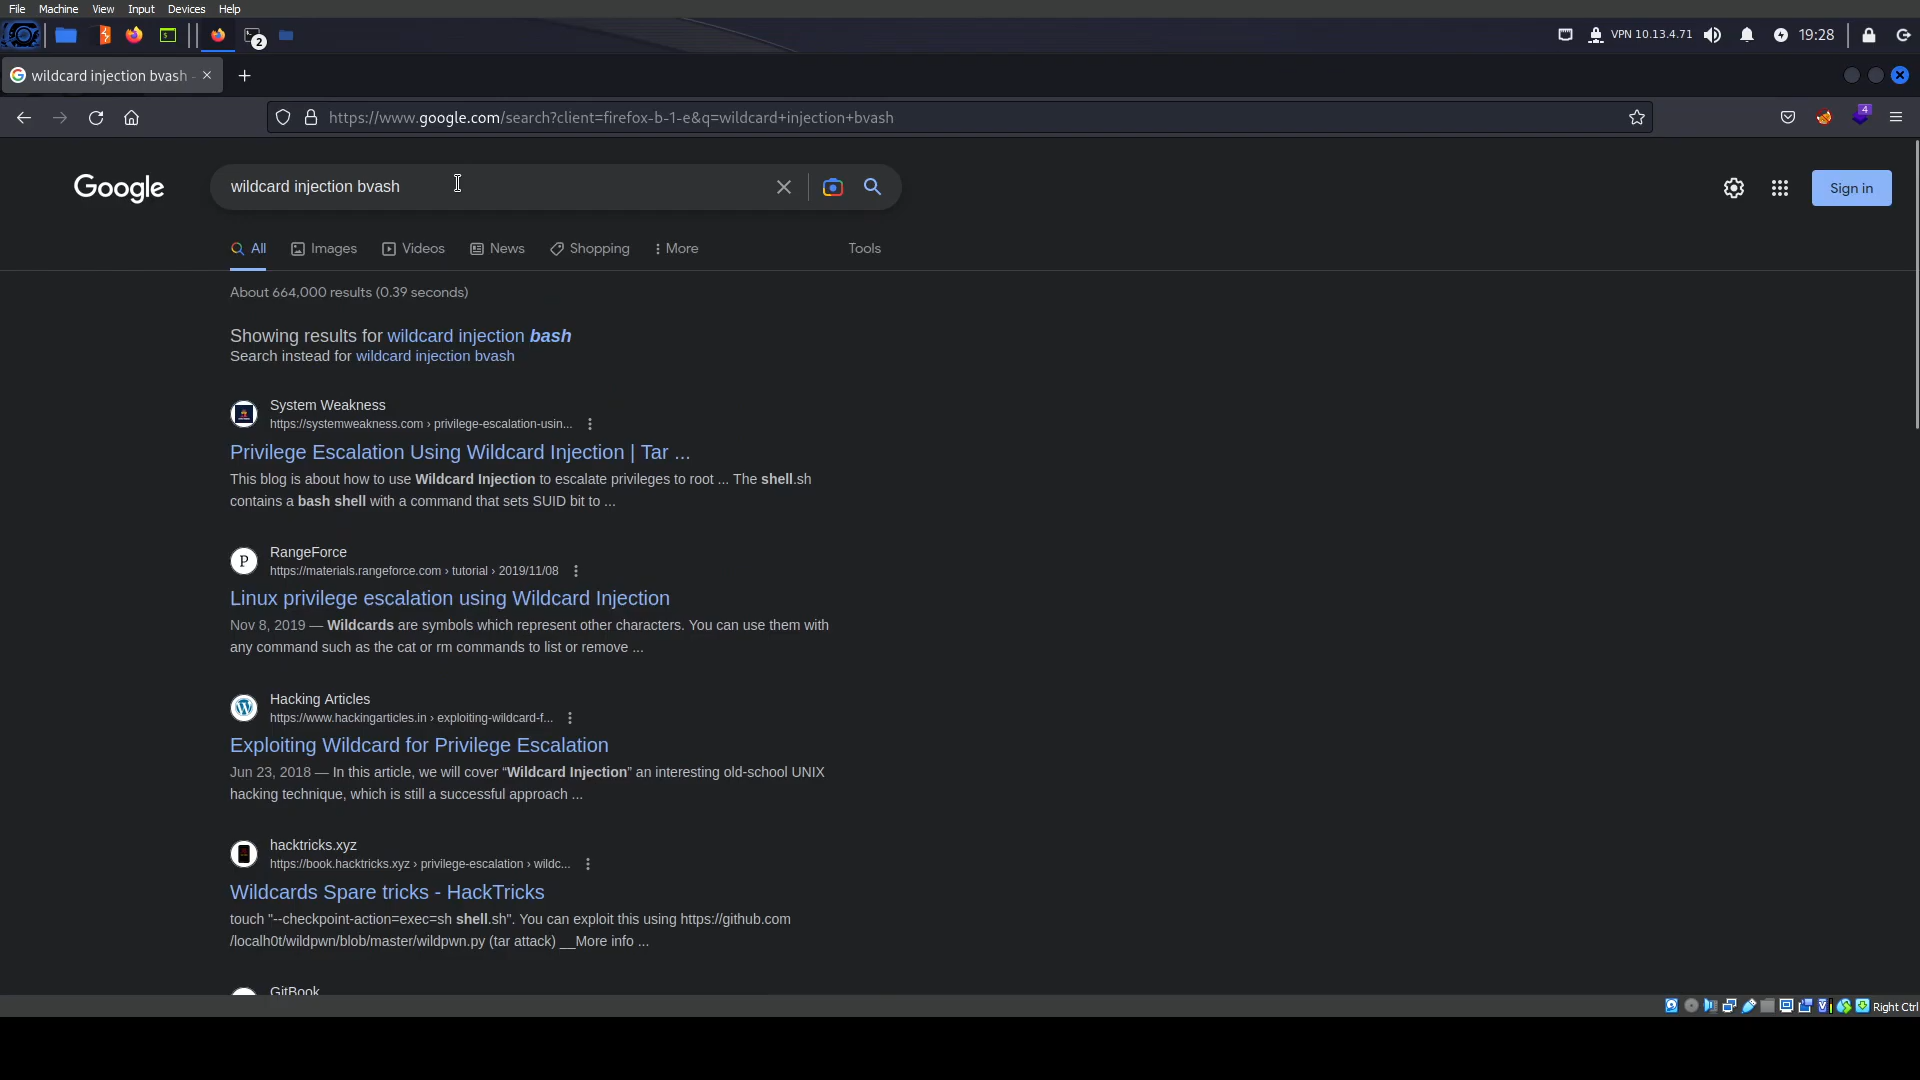 File Machine View Input Devices Help
2 VPN 10.13.4.71 19:28
wildcard injection bvash -
https://www.google.com/search?client=firefox-b-1-e&q=wildcard+injection+bvash 4
Google wildcard injection bvash Sign in
All Images Videos News Shopping More Tools
About 664,000 results (0.39 seconds)
Showing results for wildcard injection bash
Search instead for wildcard injection bvash
System Weakness
https://systemweakness.com › privilege-escalation-usin...
Privilege Escalation Using Wildcard Injection | Tar ...
This blog is about how to use Wildcard Injection to escalate privileges to root ... The shell.sh
contains a bash shell with a command that sets SUID bit to ...
P RangeForce
https://materials.rangeforce.com › tutorial › 2019/11/08
Linux privilege escalation using Wildcard Injection
Nov 8, 2019 — Wildcards are symbols which represent other characters. You can use them with
any command such as the cat or rm commands to list or remove ...
Hacking Articles
https://www.hackingarticles.in › exploiting-wildcard-f...
Exploiting Wildcard for Privilege Escalation
Jun 23, 2018 — In this article, we will cover “Wildcard Injection” an interesting old-school UNIX
hacking technique, which is still a successful approach ...
hacktricks.xyz
https://book.hacktricks.xyz › privilege-escalation › wildc...
Wildcards Spare tricks - HackTricks
touch "--checkpoint-action=exec=sh shell.sh". You can exploit this using https://github.com
/localh0t/wildpwn/blob/master/wildpwn.py (tar attack) __More info ...
GitBook
Right Ctrl